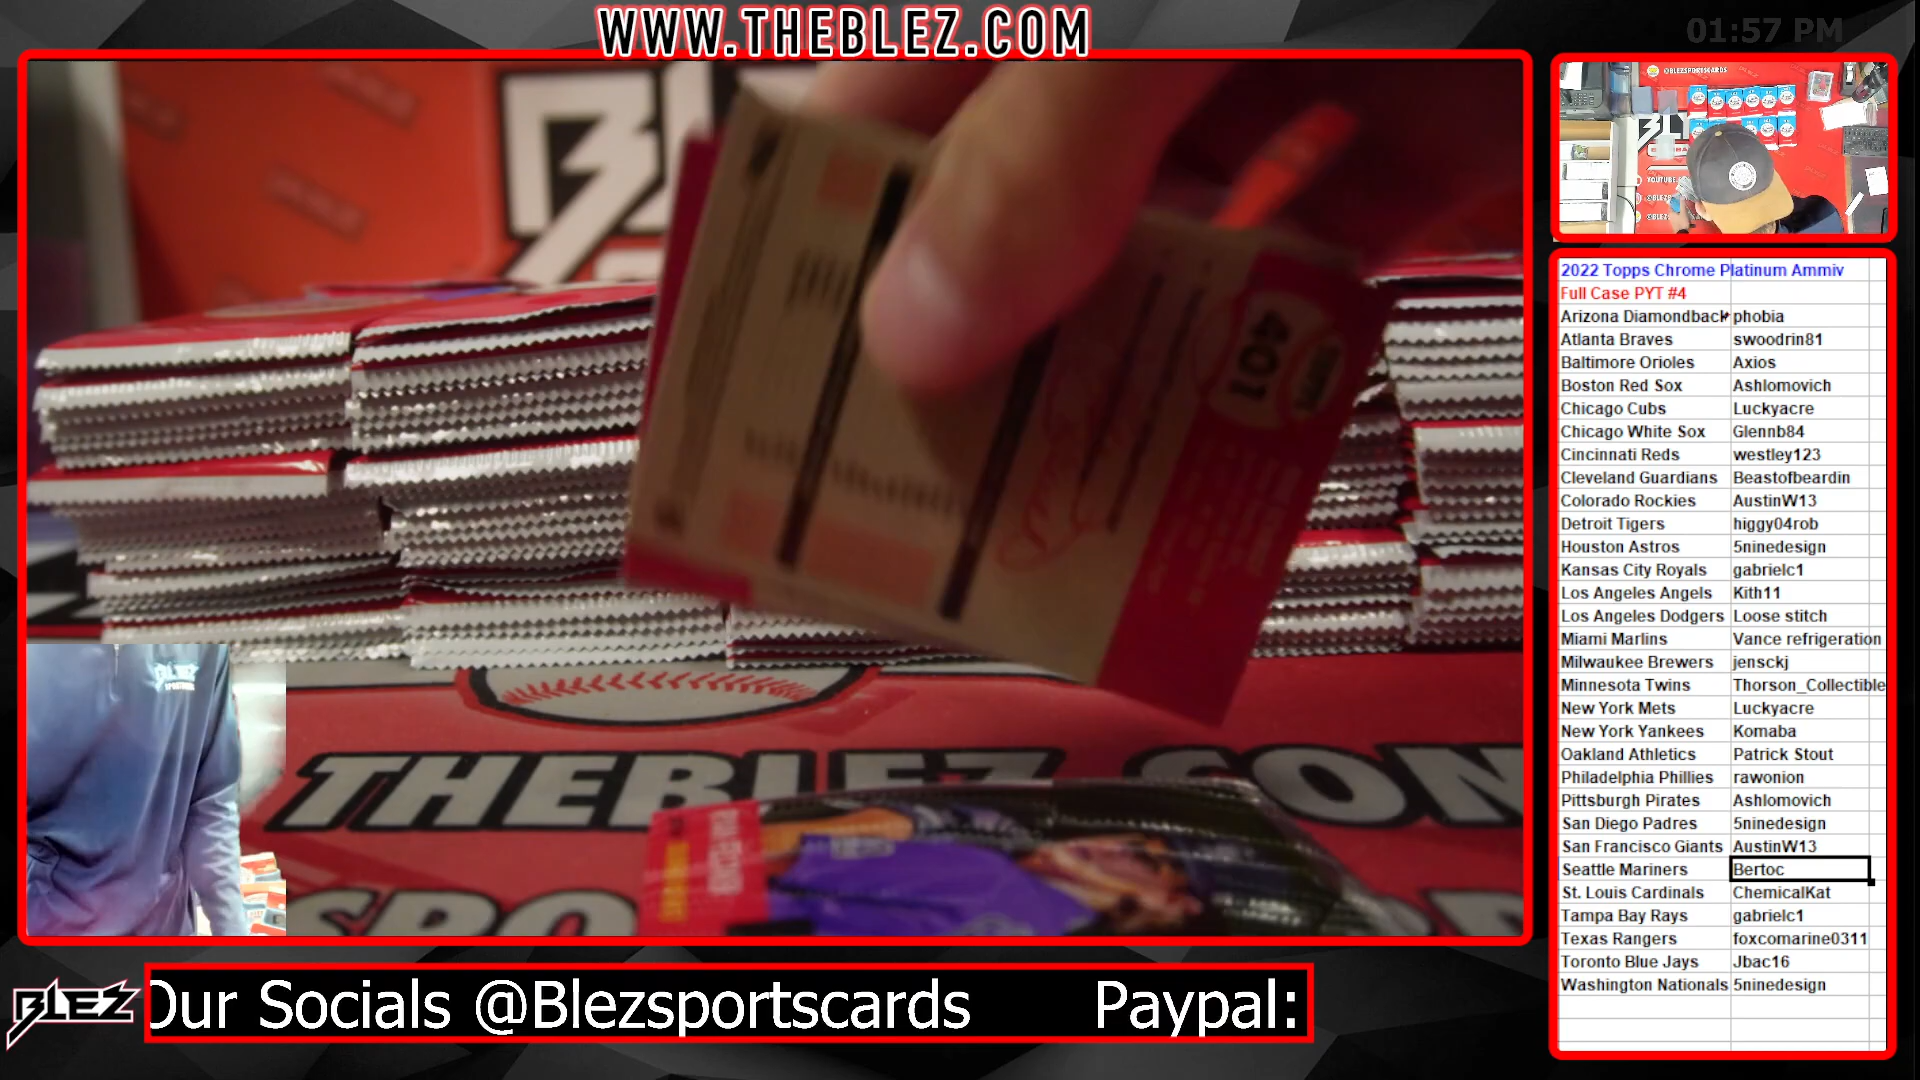 WWW.THEBLEZ.COM
01:57 PM
@BLEZSPORTSCARDS
401
THEBLEZ.CON
SPO
2022 Topps Chrome Platinum Ammiv
Full Case PYT #4
Arizona Diamondback phobia
Atlanta Braves swoodrin81
Baltimore Orioles Axios
Boston Red Sox Ashlomovich
Chicago Cubs Luckyacre
Chicago White Sox Glennb84
Cincinnati Reds westley123
Cleveland Guardians Beastofbeardin
Colorado Rockies AustinW13
Detroit Tigers higgy04rob
Houston Astros 5ninedesign
Kansas City Royals gabrielc1
Los Angeles Angels Kith11
Los Angeles Dodgers Loose stitch
Miami Marlins Vance refrigeration
Milwaukee Brewers jensckj
Minnesota Twins Thorson_Collectible
New York Mets Luckyacre
New York Yankees Komaba
Oakland Athletics Patrick Stout
Philadelphia Phillies rawonion
Pittsburgh Pirates Ashlomovich
San Diego Padres 5ninedesign
San Francisco Giants AustinW13
Seattle Mariners Bertoc
St. Louis Cardinals ChemicalKat
Tampa Bay Rays gabrielc1
Texas Rangers foxcomarine0311
Toronto Blue Jays Jbac16
Washington Nationals 5ninedesign
BLEZ
Our Socials @Blezsportscards Paypal: